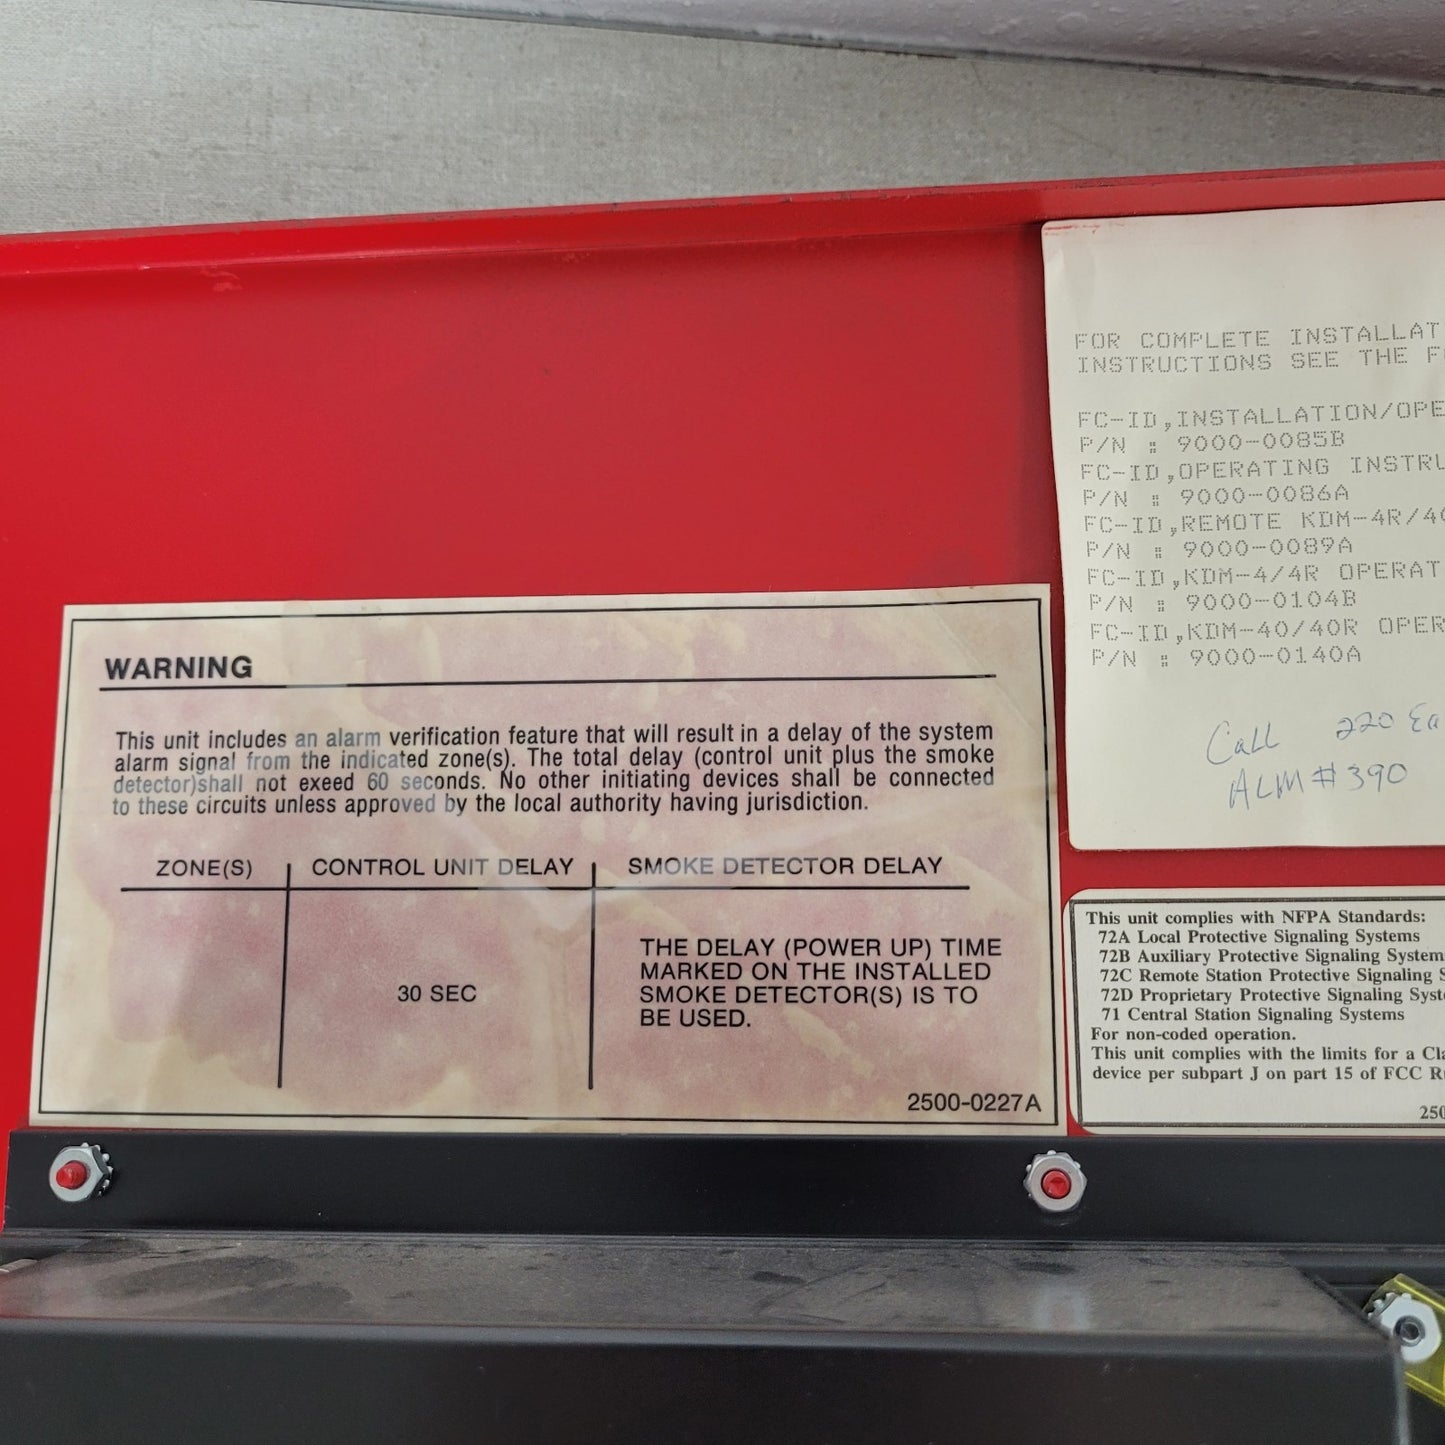 WARNING
This unit includes an alarm verification feature that will result in a delay of the system
alarm signal from the indicated zone(s). The total delay (control unit plus the smoke
detector)shall not exeed 60 seconds. No other initiating devices shall be connected
to these circuits unless approved by the local authority having jurisdiction.
ZONE(S) CONTROL UNIT DELAY SMOKE DETECTOR DELAY
30 SEC
THE DELAY (POWER UP) TIME
MARKED ON THE INSTALLED
SMOKE DETECTOR(S) IS TO
BE USED.
2500-0227A
FOR COMPLETE INSTALLAT
INSTRUCTIONS SEE THE F
FC-ID,INSTALLATION/OPE
P/N : 9000-0085B
FC-ID,OPERATING INSTRU
P/N : 9000-0086A
FC-ID,REMOTE KDM-4R/40
P/N : 9000-0089A
FC-ID,KDM-4/4R OPERAT
P/N : 9000-0104B
FC-ID,KDM-40/40R OPER
P/N : 9000-0140A
Call 220 Ea
ALM #390
This unit complies with NFPA Standards:
72A Local Protective Signaling Systems
72B Auxiliary Protective Signaling System
72C Remote Station Protective Signaling S
72D Proprietary Protective Signaling Syst
71 Central Station Signaling Systems
For non-coded operation.
This unit complies with the limits for a Cla
device per subpart J on part 15 of FCC R
250